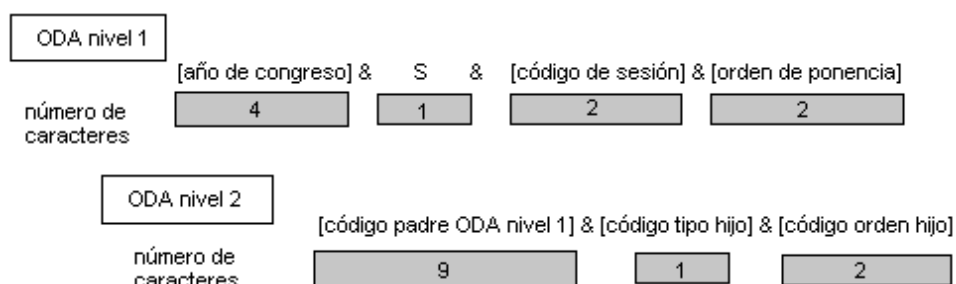 ODA nivel 1
[año de congreso] & S & [código de sesión] & [orden de ponencia]
número de 4 1 2 2
caracteres
ODA nivel 2
[código padre ODA nivel 1] & [código tipo hijo] & [código orden hijo]
número de 9 1 2
caracteres